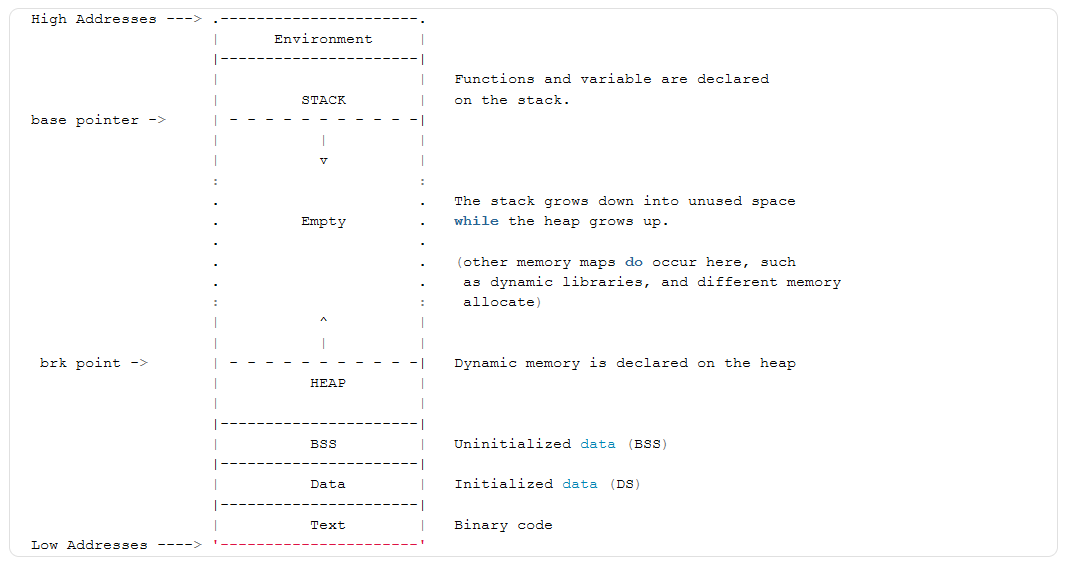 High Addresses ---> .----------------------.
| Environment |
|----------------------|
| | Functions and variable are declared
| STACK | on the stack.
base pointer -> | - - - - - - - - - - -|
| | |
| v |
: :
. . The stack grows down into unused space
. Empty . while the heap grows up.
. .
. . (other memory maps do occur here, such
. . as dynamic libraries, and different memory
: : allocate)
| ^ |
| | |
brk point -> | - - - - - - - - - - -| Dynamic memory is declared on the heap
| HEAP |
| |
|----------------------|
| BSS | Uninitialized data (BSS)
|----------------------|
| Data | Initialized data (DS)
|----------------------|
| Text | Binary code
Low Addresses ----> '----------------------'